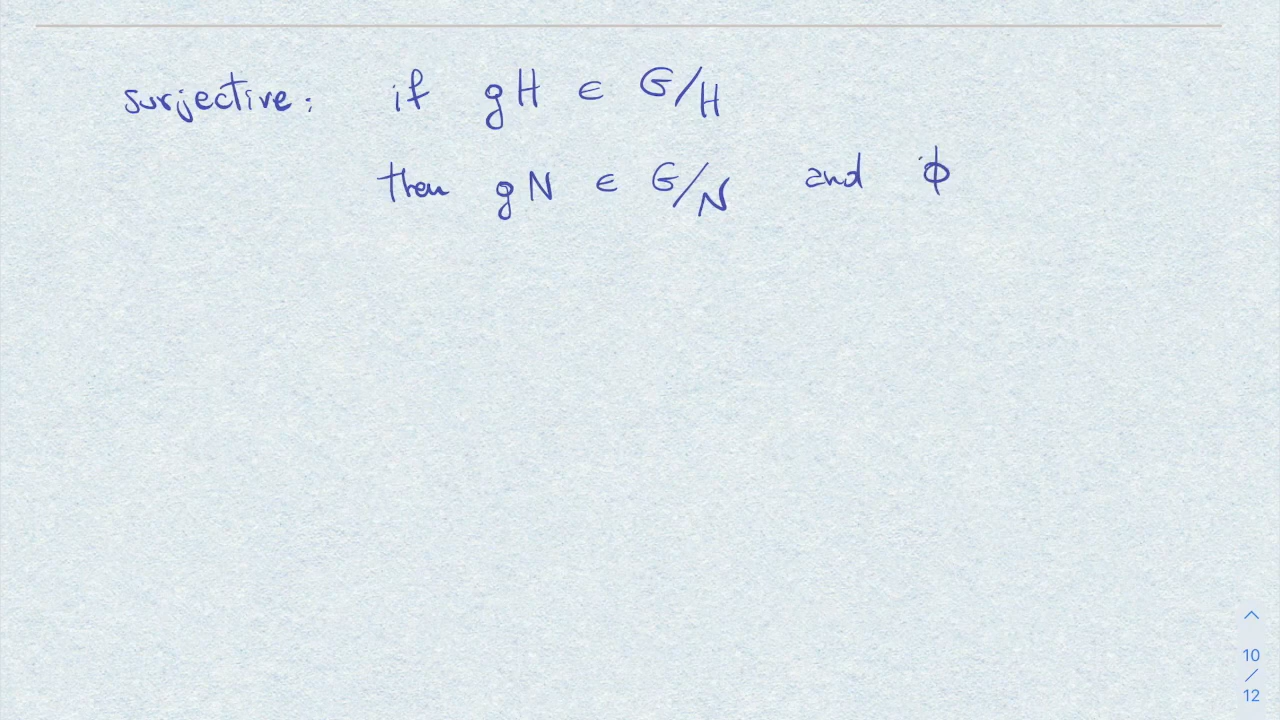 surjective: if gH ∈ G/H
then gN ∈ G/N and ϕ
10
/
12